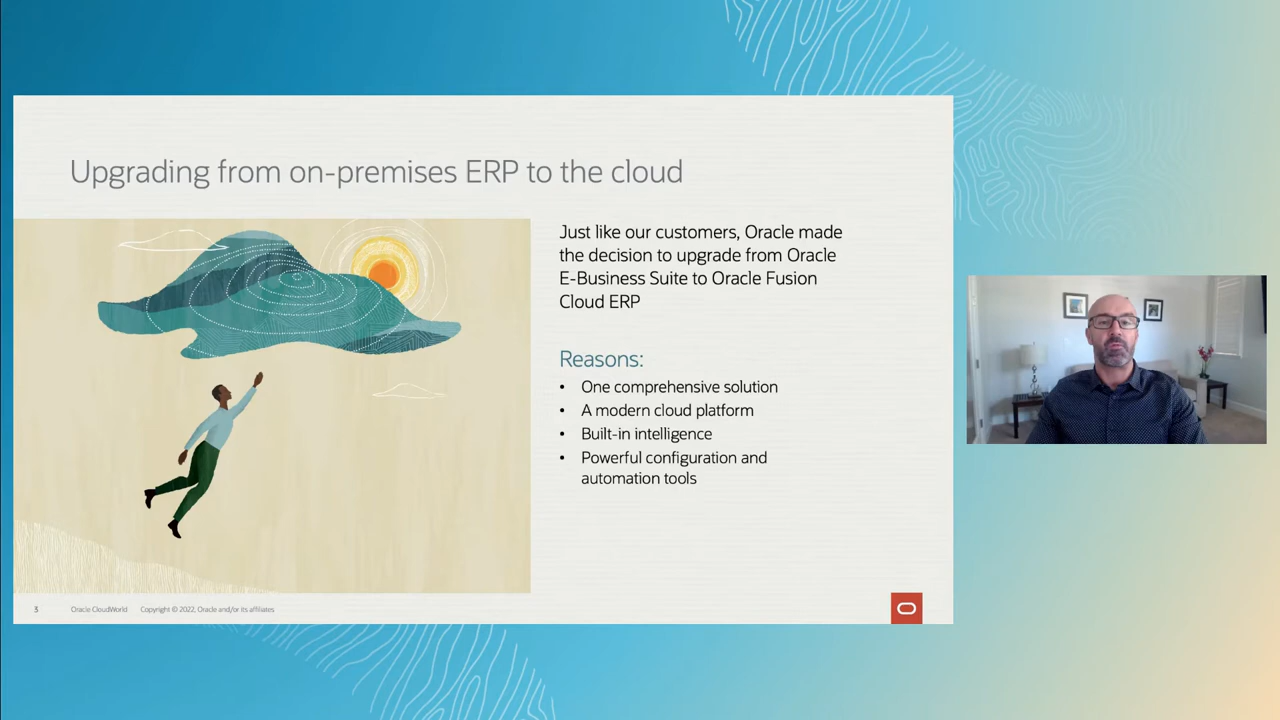 Upgrading from on-premises ERP to the cloud
Just like our customers, Oracle made
the decision to upgrade from Oracle
E-Business Suite to Oracle Fusion
Cloud ERP
Reasons:
• One comprehensive solution
• A modern cloud platform
• Built-in intelligence
• Powerful configuration and
automation tools
3 Oracle CloudWorld Copyright © 2022, Oracle and/or its affiliates